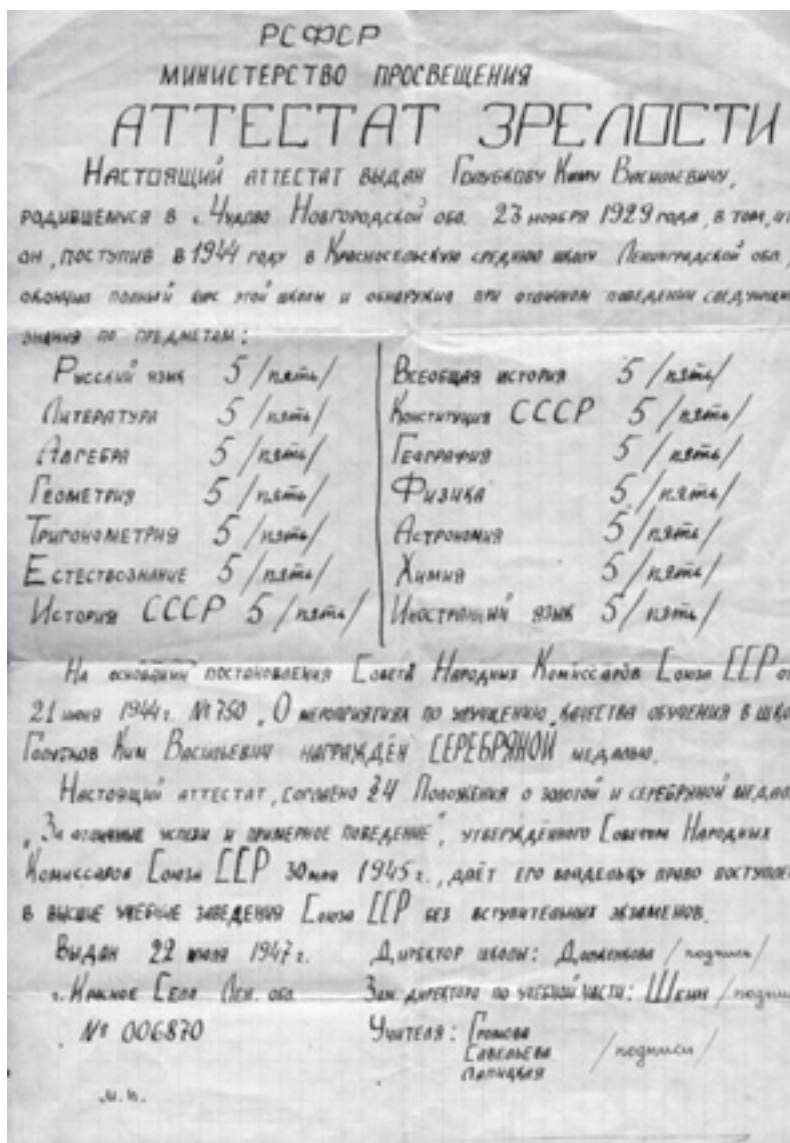 РСФСР
МИНИСТЕРСТВО ПРОСВЕЩЕНИЯ
АТТЕСТАТ ЗРЕЛОСТИ
Настоящий аттестат выдан Голубкову Киму Васильевичу,
родившемуся в г. Чудово Новгородской обл. 23 ноября 1929 года, в том, что
он, поступив в 1944 году в Красносельскую среднюю школу Ленинградской обл.,
окончил полный курс этой школы и обнаружил при отличном поведении следующие
знания по предметам:
Русский язык 5 /пять/
Литература 5 /пять/
Алгебра 5 /пять/
Геометрия 5 /пять/
Тригонометрия 5 /пять/
Естествознание 5 /пять/
История СССР 5 /пять/
Всеобщая история 5 /пять/
Конституция СССР 5 /пять/
География 5 /пять/
Физика 5 /пять/
Астрономия 5 /пять/
Химия 5 /пять/
Иностранный язык 5 /пять/
На основании постановления Совета Народных Комиссаров Союза ССР от
21 июня 1944 г. № 750 „О мероприятиях по улучшению качества обучения в шко
Голубков Ким Васильевич НАГРАЖДЁН СЕРЕБРЯНОЙ медалью.
Настоящий аттестат, согласно §4 Положения о золотой и серебряной медал
„За отличные успехи и примерное поведение", утверждённого Советом Народных
Комиссаров Союза ССР 30 мая 1945 г., даёт его владельцу право поступлен
в высшие учебные заведения Союза ССР без вступительных экзаменов.
Выдан 22 июля 1947 г. Директор школы: /подпись/
г. Красное Село Лен. обл. Зам. директора по учебной части: Шкин /подпи
№ 006870 Учителя: Громова
Савельева /подписи/
м.п.